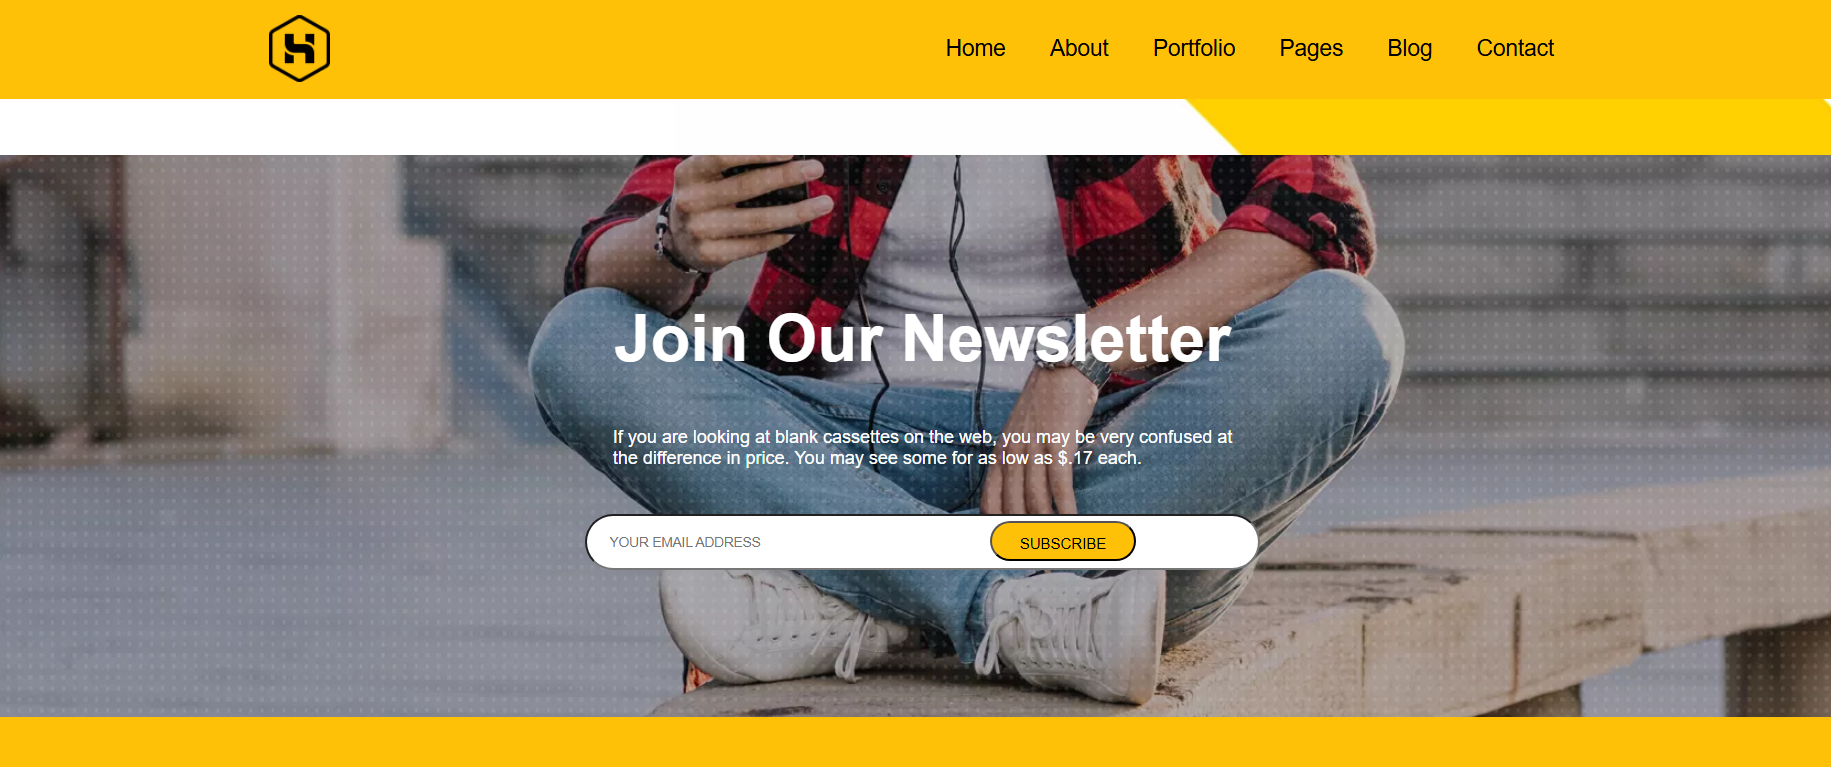 Home About Portfolio Pages Blog Contact
Join Our Newsletter
If you are looking at blank cassettes on the web, you may be very confused at
the difference in price. You may see some for as low as $.17 each.
YOUR EMAIL ADDRESS SUBSCRIBE